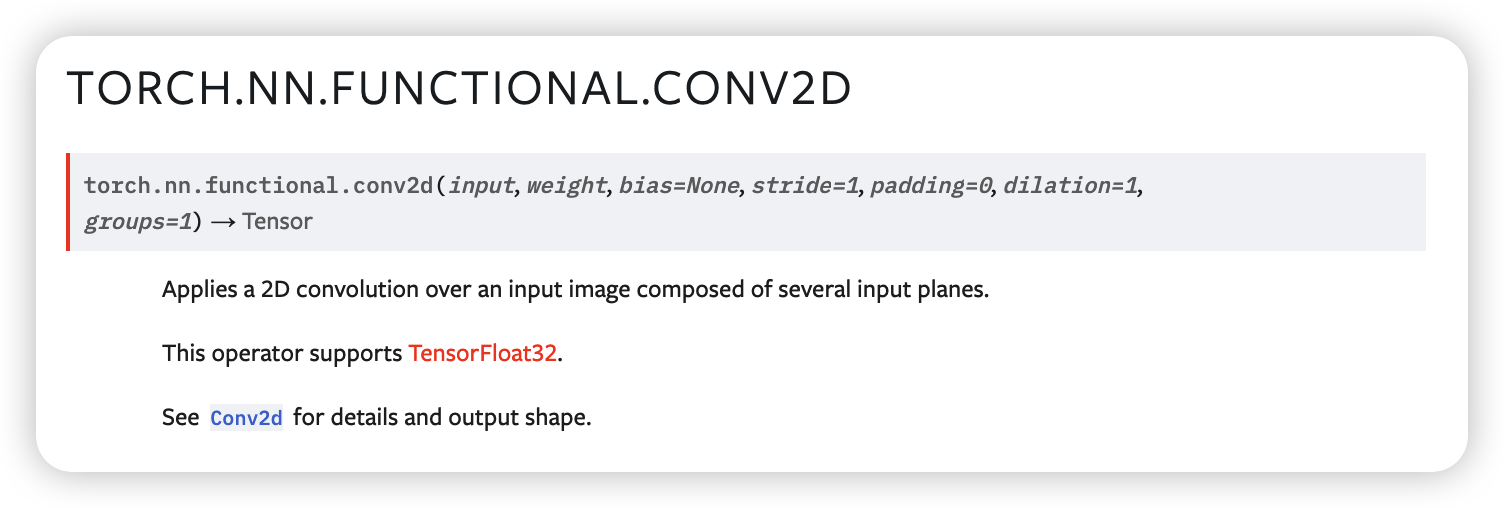 TORCH.NN.FUNCTIONAL.CONV2D
torch.nn.functional.conv2d(input, weight, bias=None, stride=1, padding=0, dilation=1,
groups=1) → Tensor
Applies a 2D convolution over an input image composed of several input planes.
This operator supports TensorFloat32.
See Conv2d for details and output shape.